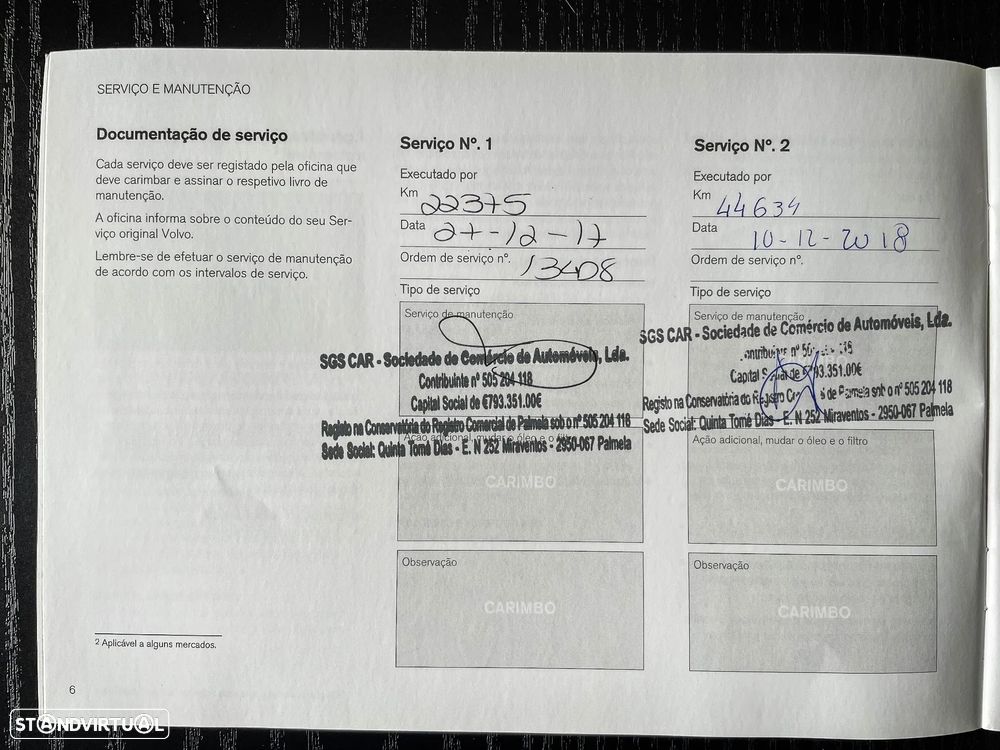 SERVIÇO E MANUTENÇÃO
Documentação de serviço
Cada serviço deve ser registado pela oficina que
deve carimbar e assinar o respetivo livro de
manutenção.
A oficina informa sobre o conteúdo do seu Ser-
viço original Volvo.
Lembre-se de efetuar o serviço de manutenção
de acordo com os intervalos de serviço.
2 Aplicável a alguns mercados.
6
Serviço Nº. 1
Executado por
Km 22375
Data 27-12-17
Ordem de serviço nº. 13408
Tipo de serviço
Serviço de manutenção
SGS CAR - Sociedade de Comércio de Automóveis, Lda.
Contribuinte nº 505 204 118
Capital Social de €793.351.00€
Registo na Conservatória do Registo Comercial de Palmela sob o nº 505 204 118
Sede Social: Quinta Tomé Dias - E. N 252 Miraventos - 2950-067 Palmela
Ação adicional, mudar o óleo e o
CARIMBO
Observação
CARIMBO
Serviço Nº. 2
Executado por
Km 44634
Data 10-12-2018
Ordem de serviço nº.
Tipo de serviço
Serviço de manutenção
SGS CAR - Sociedade de Comércio de Automóveis, Lda.
Capital de €793.351.00€
Registo na Conservatória do Registo de Palmela sob o nº 505 204 118
Sede Social: Quinta Tomé Dias - E. N 252 Miraventos - 2950-067 Palmela
Ação adicional, mudar o óleo e o filtro
CARIMBO
Observação
CARIMBO
STANDVIRTUAL